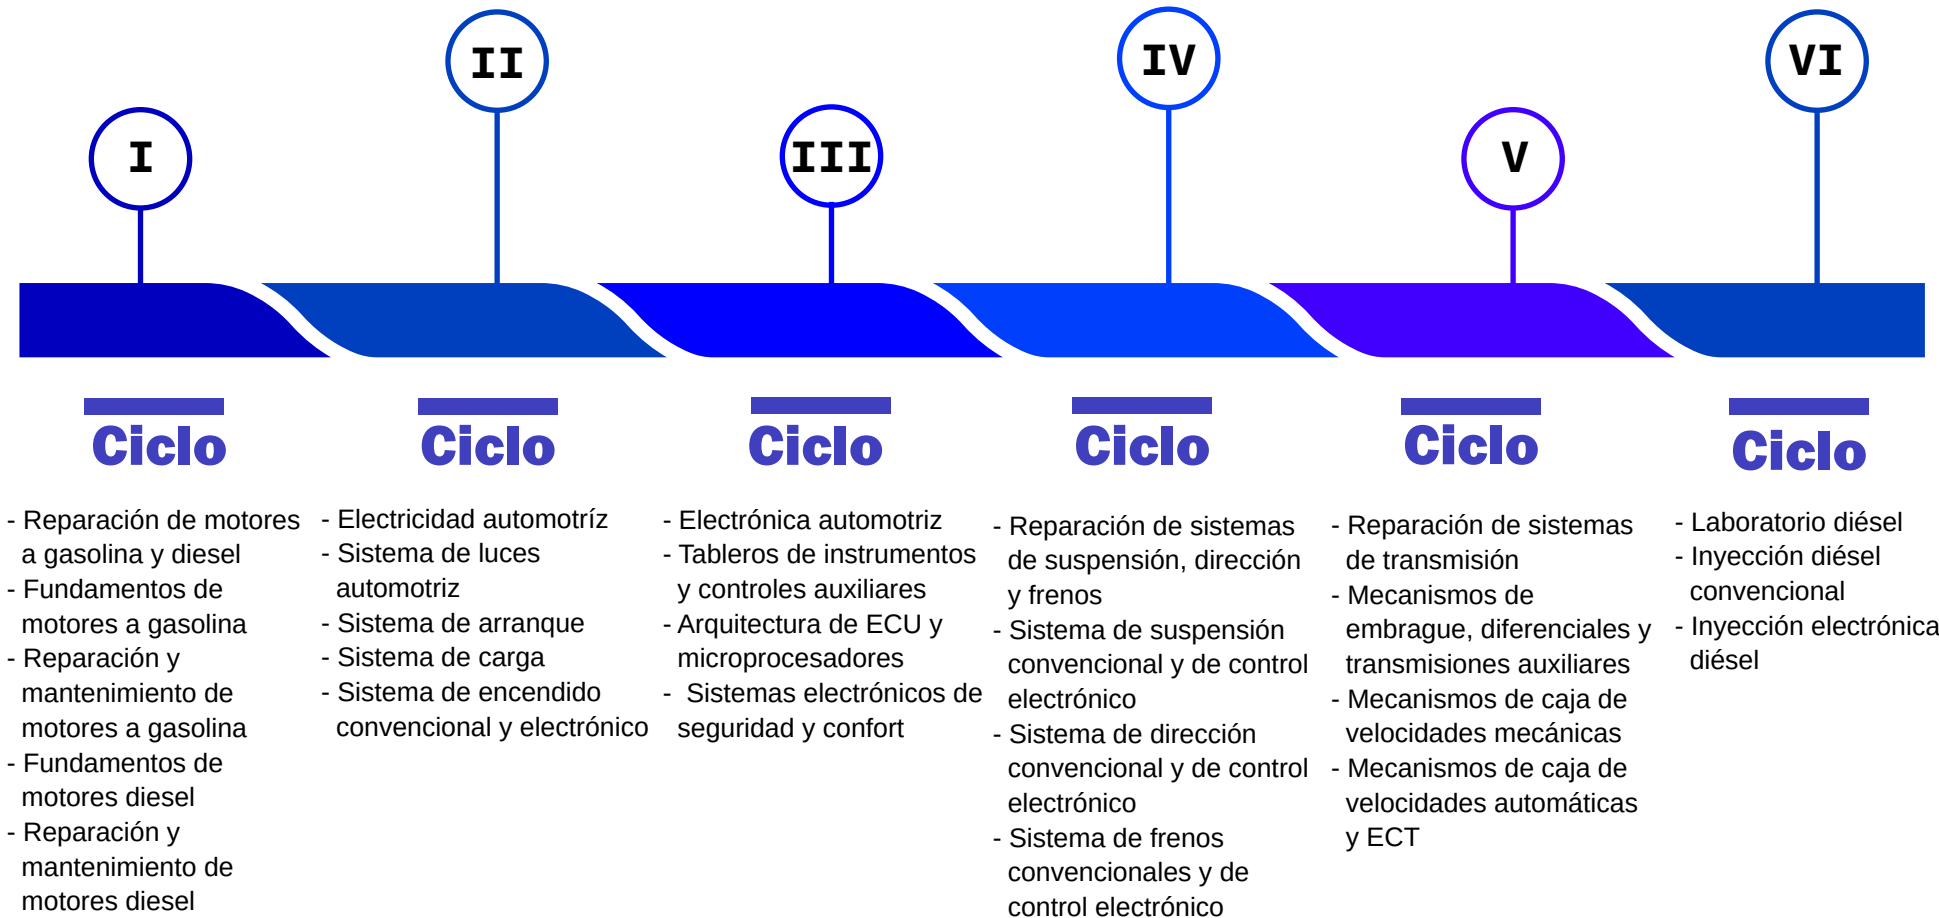 I
II
III
IV
V
VI
Ciclo
- Reparación de motores
a gasolina y diesel
- Fundamentos de
motores a gasolina
- Reparación y
mantenimiento de
motores a gasolina
- Fundamentos de
motores diesel
- Reparación y
mantenimiento de
motores diesel
Ciclo
- Electricidad automotríz
- Sistema de luces
automotriz
- Sistema de arranque
- Sistema de carga
- Sistema de encendido
convencional y electrónico
Ciclo
- Electrónica automotriz
- Tableros de instrumentos
y controles auxiliares
- Arquitectura de ECU y
microprocesadores
- Sistemas electrónicos de
seguridad y confort
Ciclo
- Reparación de sistemas
de suspensión, dirección
y frenos
- Sistema de suspensión
convencional y de control
electrónico
- Sistema de dirección
convencional y de control
electrónico
- Sistema de frenos
convencionales y de
control electrónico
Ciclo
- Reparación de sistemas
de transmisión
- Mecanismos de
embrague, diferenciales y
transmisiones auxiliares
- Mecanismos de caja de
velocidades mecánicas
- Mecanismos de caja de
velocidades automáticas
y ECT
Ciclo
- Laboratorio diésel
- Inyección diésel
convencional
- Inyección electrónica
diésel